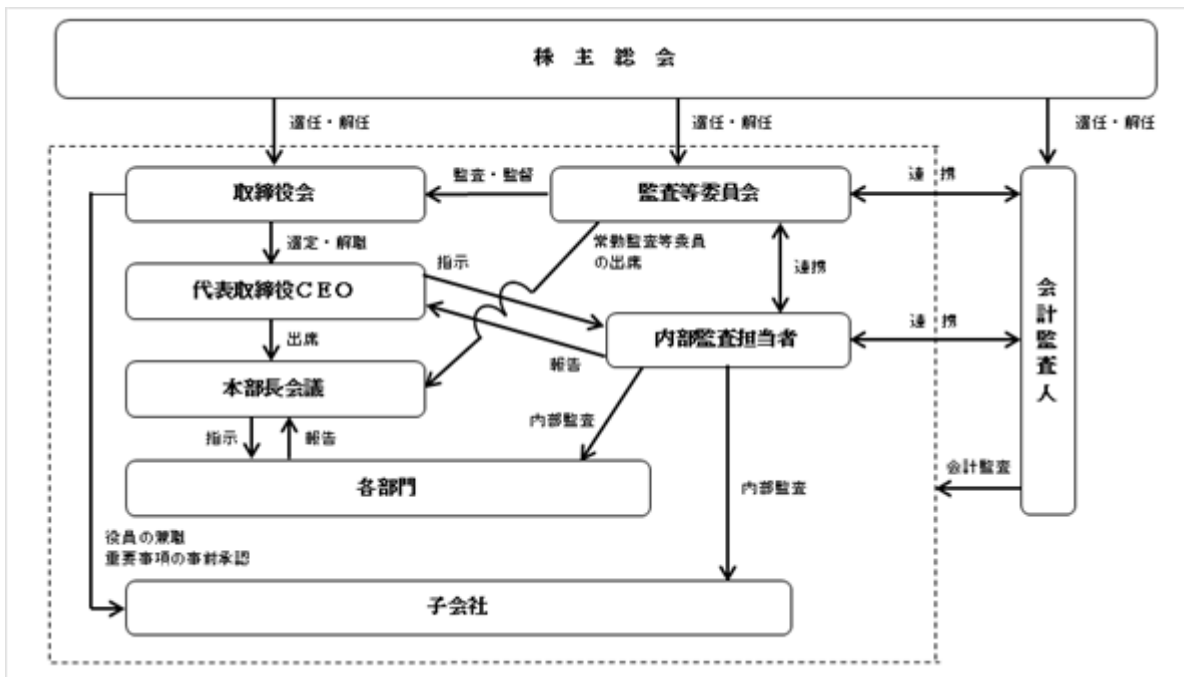 株 主 総 会
選任・解任
選任・解任
選任・解任
取締役会
監査・監督
監査等委員会
連 携
選定・解職
常勤監査等委員
の出席
指示
連携
代表取締役CEO
会計監査人
内部監査担当者
連 携
出席
報告
本部長会議
指示
報告
内部監査
各部門
内部監査
会計監査
役員の兼職
重要事項の事前承認
子会社